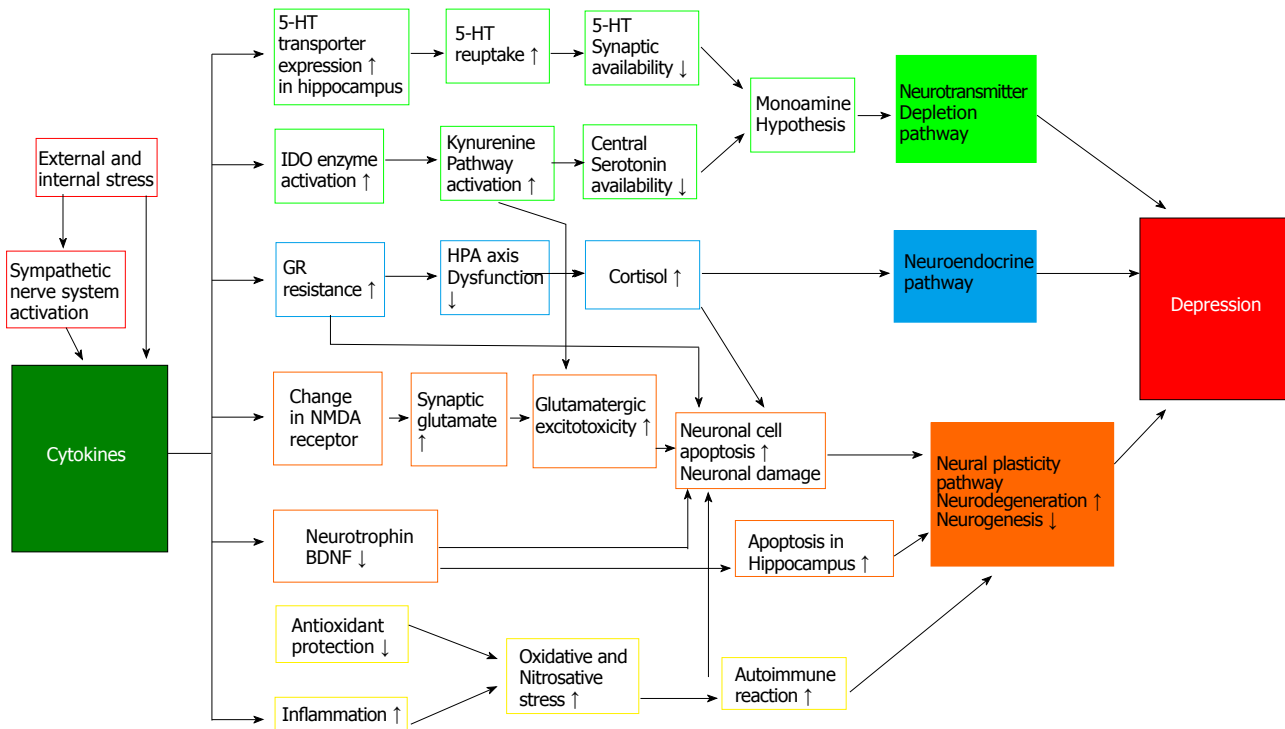 5-HT
transporter
expression ↑
in hippocampus
5-HT
reuptake ↑
5-HT
Synaptic
availability ↓
Monoamine
Hypothesis
Neurotransmitter
Depletion
pathway
External and
internal stress
IDO enzyme
activation ↑
Kynurenine
Pathway
activation ↑
Central
Serotonin
availability ↓
Sympathetic
nerve system
activation
GR
resistance ↑
HPA axis
Dysfunction
↓
Cortisol ↑
Neuroendocrine
pathway
Depression
Cytokines
Change
in NMDA
receptor
Synaptic
glutamate
↑
Glutamatergic
excitotoxicity ↑
Neuronal cell
apoptosis ↑
Neuronal damage
Neural plasticity
pathway
Neurodegeneration ↑
Neurogenesis ↓
Neurotrophin
BDNF ↓
Apoptosis in
Hippocampus ↑
Antioxidant
protection ↓
Oxidative and
Nitrosative
stress ↑
Autoimmune
reaction ↑
Inflammation ↑